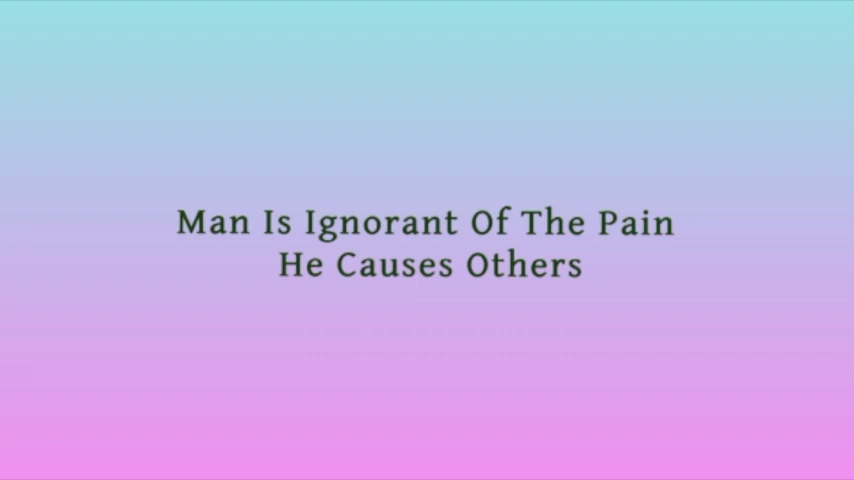 Man Is Ignorant Of The Pain
He Causes Others